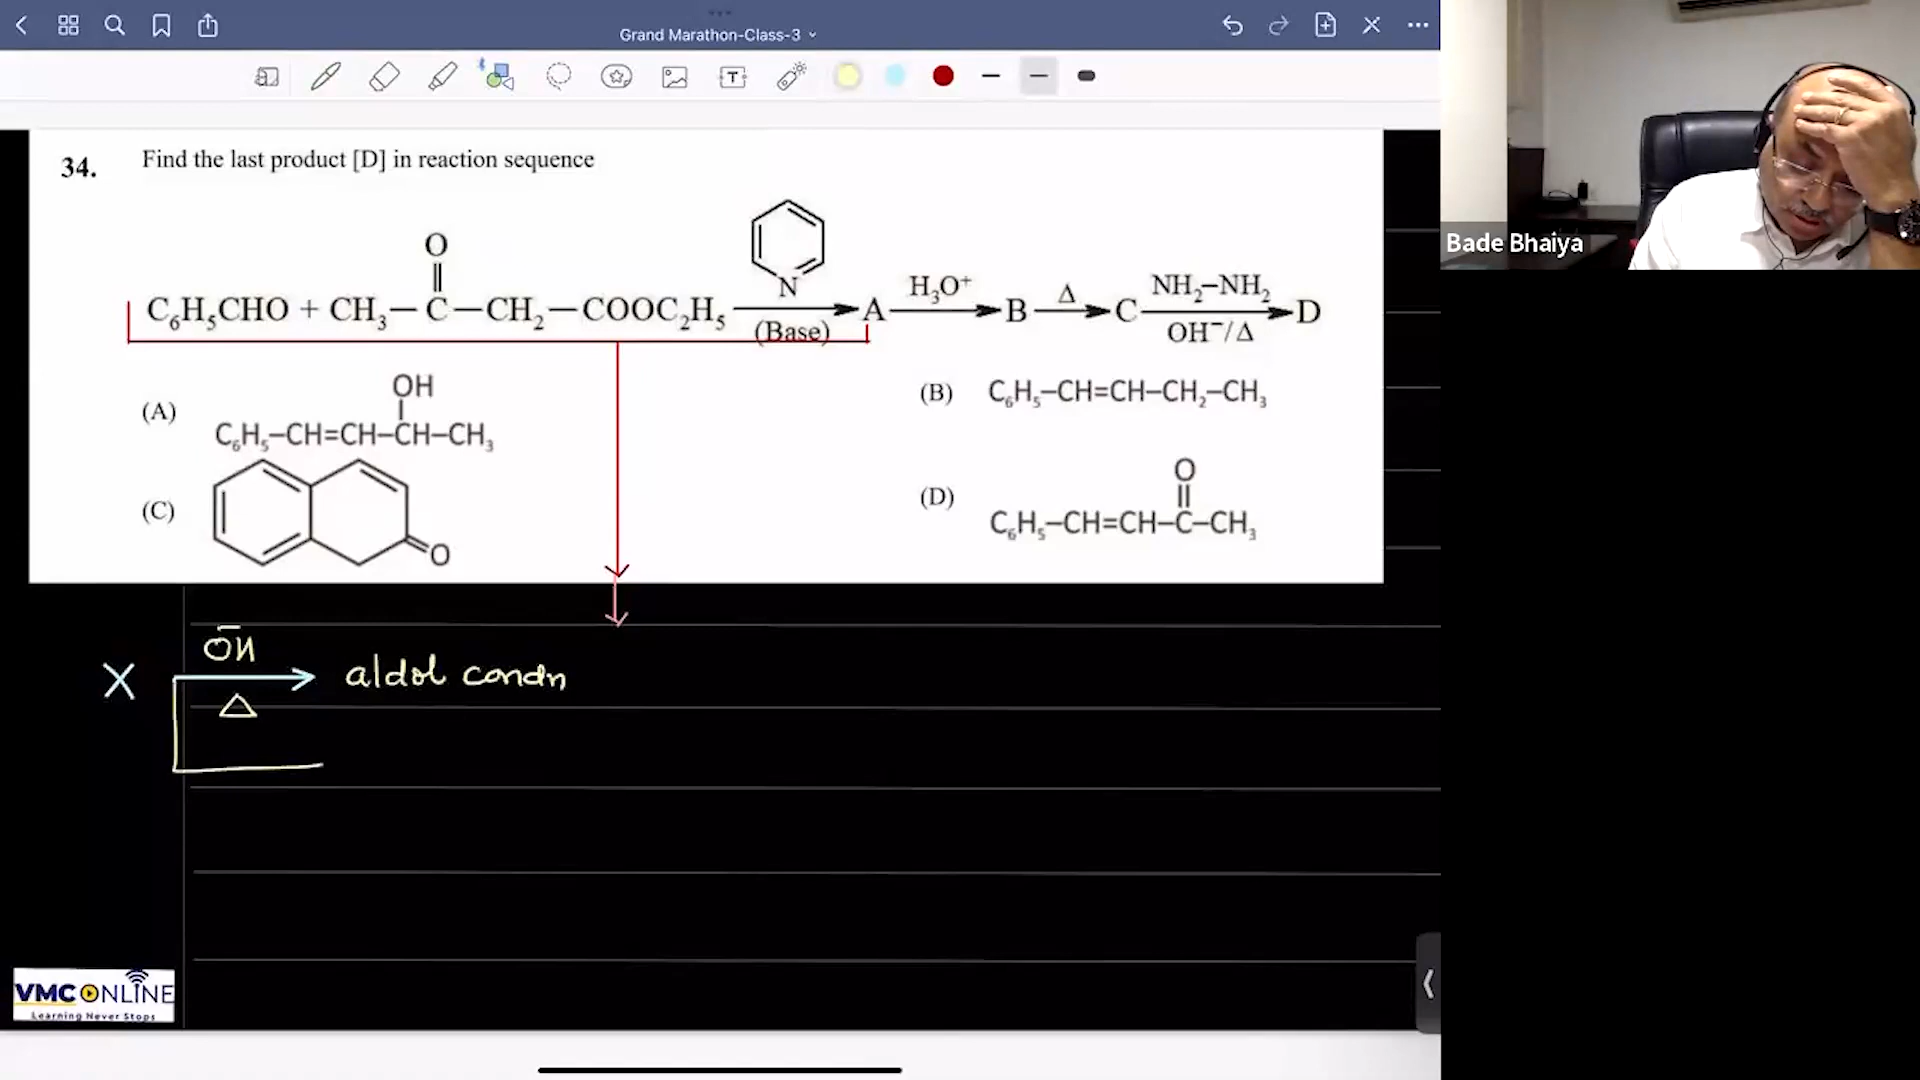 Grand Marathon-Class-3
T
Bade Bhaiya
34. Find the last product [D] in reaction sequence
O
||
C₆H₅CHO + CH₃–C–CH₂–COOC₂H₅
N
(Base)
A
H₃O⁺
B
Δ
C
NH₂–NH₂
OH⁻/Δ
D
(A)
OH
C₆H₅–CH=CH–CH–CH₃
(B) C₆H₅–CH=CH–CH₂–CH₃
(C)
O
(D)
O
||
C₆H₅–CH=CH–C–CH₃
X
ŌH
Δ
aldol condn
VMC ONLINE
Learning Never Stops